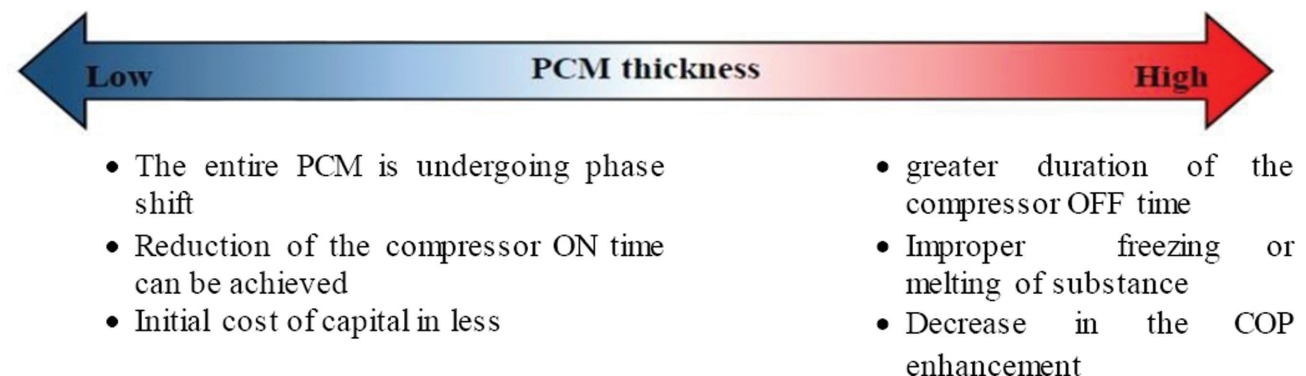 Low PCM thickness High
• The entire PCM is undergoing phase
shift
• Reduction of the compressor ON time
can be achieved
• Initial cost of capital in less
• greater duration of the
compressor OFF time
• Improper freezing or
melting of substance
• Decrease in the COP
enhancement